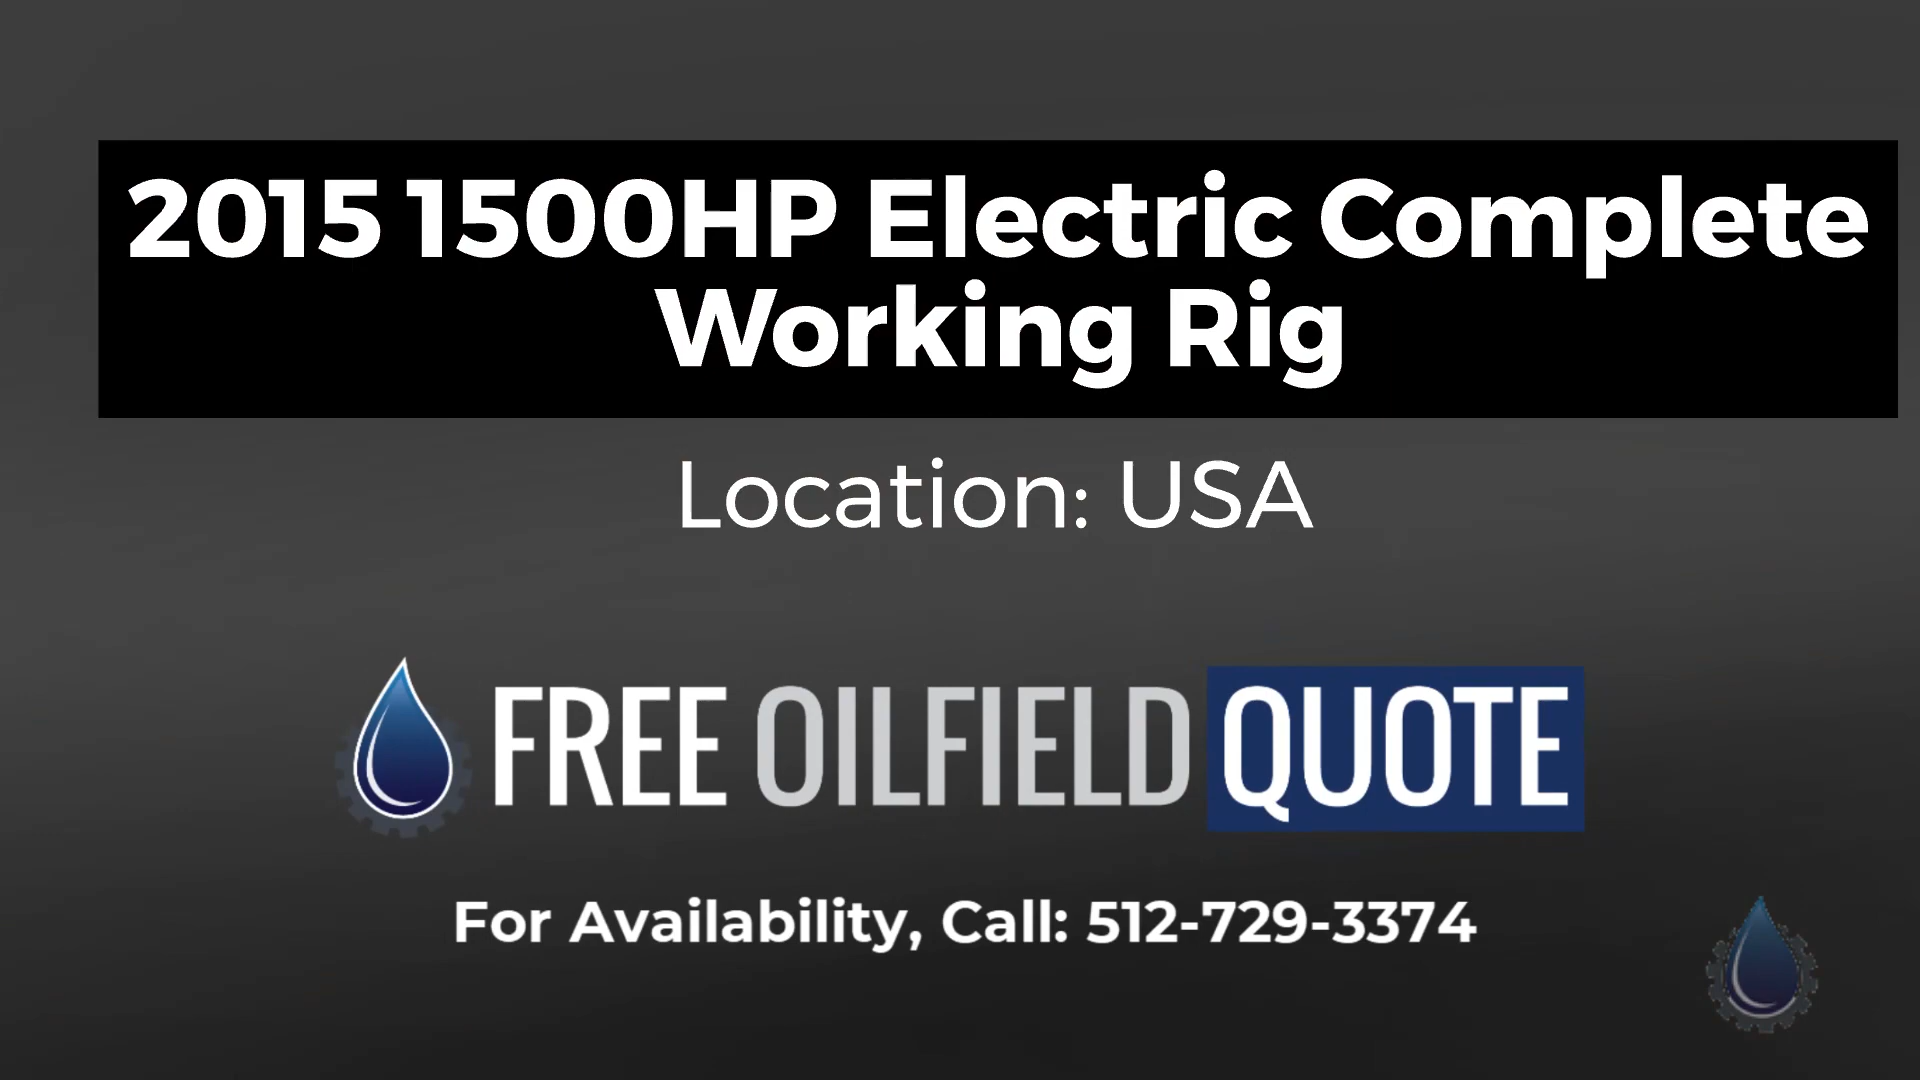 2015 1500HP Electric Complete
Working Rig
Location: USA
FREE OILFIELD QUOTE
For Availability, Call: 512-729-3374